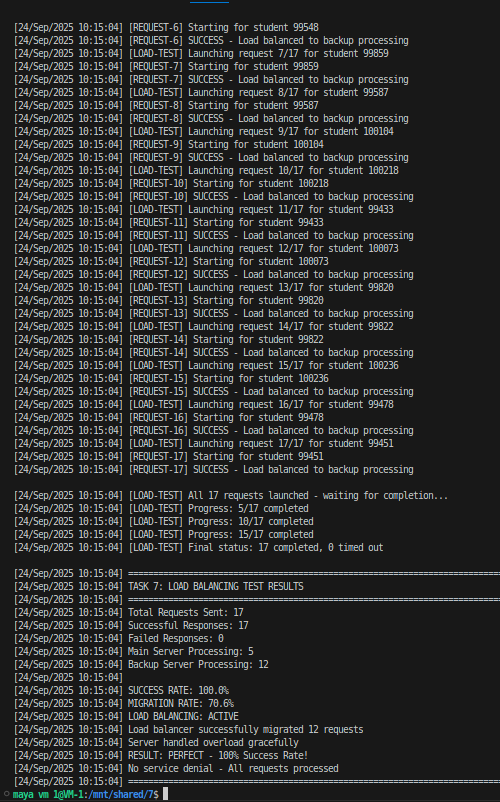 [24/Sep/2025 10:15:04] [REQUEST-6] Starting for student 99548
[24/Sep/2025 10:15:04] [REQUEST-6] SUCCESS - Load balanced to backup processing
[24/Sep/2025 10:15:04] [LOAD-TEST] Launching request 7/17 for student 99859
[24/Sep/2025 10:15:04] [REQUEST-7] Starting for student 99859
[24/Sep/2025 10:15:04] [REQUEST-7] SUCCESS - Load balanced to backup processing
[24/Sep/2025 10:15:04] [LOAD-TEST] Launching request 8/17 for student 99587
[24/Sep/2025 10:15:04] [REQUEST-8] Starting for student 99587
[24/Sep/2025 10:15:04] [REQUEST-8] SUCCESS - Load balanced to backup processing
[24/Sep/2025 10:15:04] [LOAD-TEST] Launching request 9/17 for student 100104
[24/Sep/2025 10:15:04] [REQUEST-9] Starting for student 100104
[24/Sep/2025 10:15:04] [REQUEST-9] SUCCESS - Load balanced to backup processing
[24/Sep/2025 10:15:04] [LOAD-TEST] Launching request 10/17 for student 100218
[24/Sep/2025 10:15:04] [REQUEST-10] Starting for student 100218
[24/Sep/2025 10:15:04] [REQUEST-10] SUCCESS - Load balanced to backup processing
[24/Sep/2025 10:15:04] [LOAD-TEST] Launching request 11/17 for student 99433
[24/Sep/2025 10:15:04] [REQUEST-11] Starting for student 99433
[24/Sep/2025 10:15:04] [REQUEST-11] SUCCESS - Load balanced to backup processing
[24/Sep/2025 10:15:04] [LOAD-TEST] Launching request 12/17 for student 100073
[24/Sep/2025 10:15:04] [REQUEST-12] Starting for student 100073
[24/Sep/2025 10:15:04] [REQUEST-12] SUCCESS - Load balanced to backup processing
[24/Sep/2025 10:15:04] [LOAD-TEST] Launching request 13/17 for student 99820
[24/Sep/2025 10:15:04] [REQUEST-13] Starting for student 99820
[24/Sep/2025 10:15:04] [REQUEST-13] SUCCESS - Load balanced to backup processing
[24/Sep/2025 10:15:04] [LOAD-TEST] Launching request 14/17 for student 99822
[24/Sep/2025 10:15:04] [REQUEST-14] Starting for student 99822
[24/Sep/2025 10:15:04] [REQUEST-14] SUCCESS - Load balanced to backup processing
[24/Sep/2025 10:15:04] [LOAD-TEST] Launching request 15/17 for student 100236
[24/Sep/2025 10:15:04] [REQUEST-15] Starting for student 100236
[24/Sep/2025 10:15:04] [REQUEST-15] SUCCESS - Load balanced to backup processing
[24/Sep/2025 10:15:04] [LOAD-TEST] Launching request 16/17 for student 99478
[24/Sep/2025 10:15:04] [REQUEST-16] Starting for student 99478
[24/Sep/2025 10:15:04] [REQUEST-16] SUCCESS - Load balanced to backup processing
[24/Sep/2025 10:15:04] [LOAD-TEST] Launching request 17/17 for student 99451
[24/Sep/2025 10:15:04] [REQUEST-17] Starting for student 99451
[24/Sep/2025 10:15:04] [REQUEST-17] SUCCESS - Load balanced to backup processing
[24/Sep/2025 10:15:04] [LOAD-TEST] All 17 requests launched - waiting for completion...
[24/Sep/2025 10:15:04] [LOAD-TEST] Progress: 5/17 completed
[24/Sep/2025 10:15:04] [LOAD-TEST] Progress: 10/17 completed
[24/Sep/2025 10:15:04] [LOAD-TEST] Progress: 15/17 completed
[24/Sep/2025 10:15:04] [LOAD-TEST] Final status: 17 completed, 0 timed out
[24/Sep/2025 10:15:04] ==========================================================================
[24/Sep/2025 10:15:04] TASK 7: LOAD BALANCING TEST RESULTS
[24/Sep/2025 10:15:04] ==========================================================================
[24/Sep/2025 10:15:04] Total Requests Sent: 17
[24/Sep/2025 10:15:04] Successful Responses: 17
[24/Sep/2025 10:15:04] Failed Responses: 0
[24/Sep/2025 10:15:04] Main Server Processing: 5
[24/Sep/2025 10:15:04] Backup Server Processing: 12
[24/Sep/2025 10:15:04]
[24/Sep/2025 10:15:04] SUCCESS RATE: 100.0%
[24/Sep/2025 10:15:04] MIGRATION RATE: 70.6%
[24/Sep/2025 10:15:04] LOAD BALANCING: ACTIVE
[24/Sep/2025 10:15:04] Load balancer successfully migrated 12 requests
[24/Sep/2025 10:15:04] Server handled overload gracefully
[24/Sep/2025 10:15:04] RESULT: PERFECT - 100% Success Rate!
[24/Sep/2025 10:15:04] No service denial - All requests processed
[24/Sep/2025 10:15:04] ==========================================================================
maya vm 1@VM-1:/mnt/shared/7$